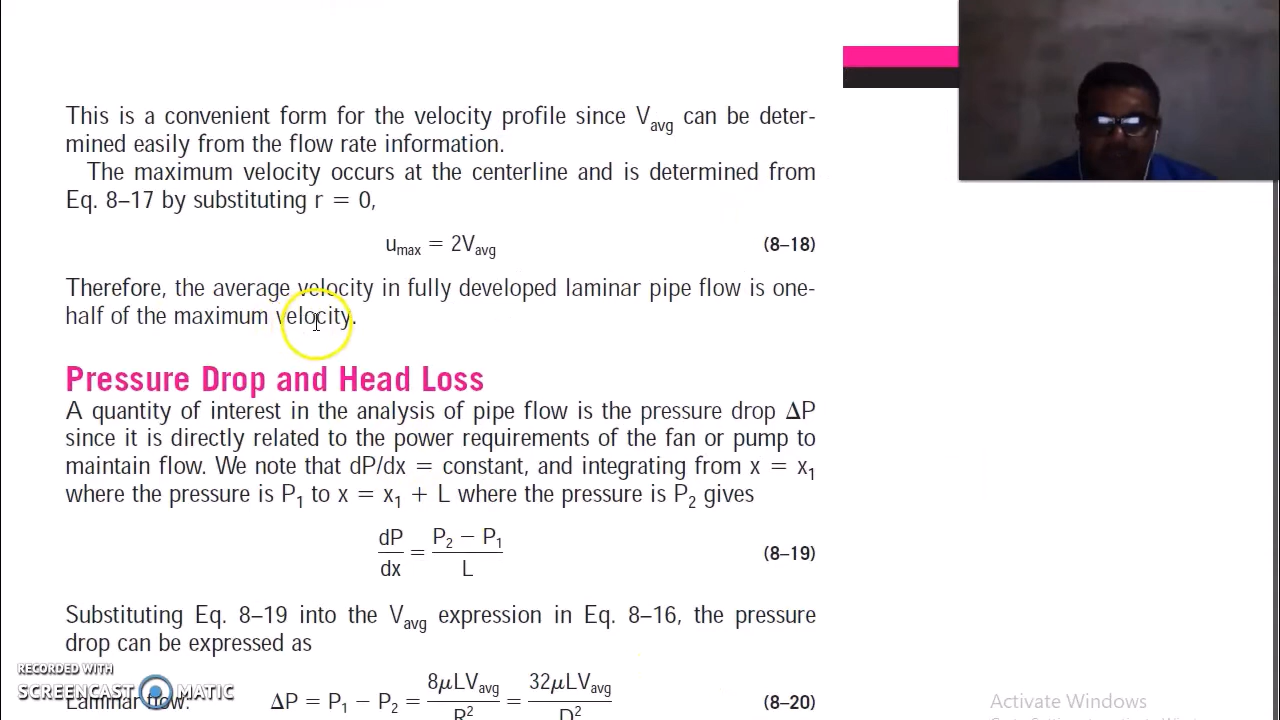 This is a convenient form for the velocity profile since Vavg can be deter-
mined easily from the flow rate information.
The maximum velocity occurs at the centerline and is determined from
Eq. 8–17 by substituting r = 0,
umax = 2Vavg (8–18)
Therefore, the average velocity in fully developed laminar pipe flow is one-
half of the maximum velocity.
Pressure Drop and Head Loss
A quantity of interest in the analysis of pipe flow is the pressure drop ΔP
since it is directly related to the power requirements of the fan or pump to
maintain flow. We note that dP/dx = constant, and integrating from x = x1
where the pressure is P1 to x = x1 + L where the pressure is P2 gives
dP/dx = (P2 − P1)/L (8–19)
Substituting Eq. 8–19 into the Vavg expression in Eq. 8–16, the pressure
drop can be expressed as
Laminar flow: ΔP = P1 − P2 = 8μLVavg/R² = 32μLVavg/D² (8–20)
RECORDED WITH
SCREENCAST MATIC
Activate Windows